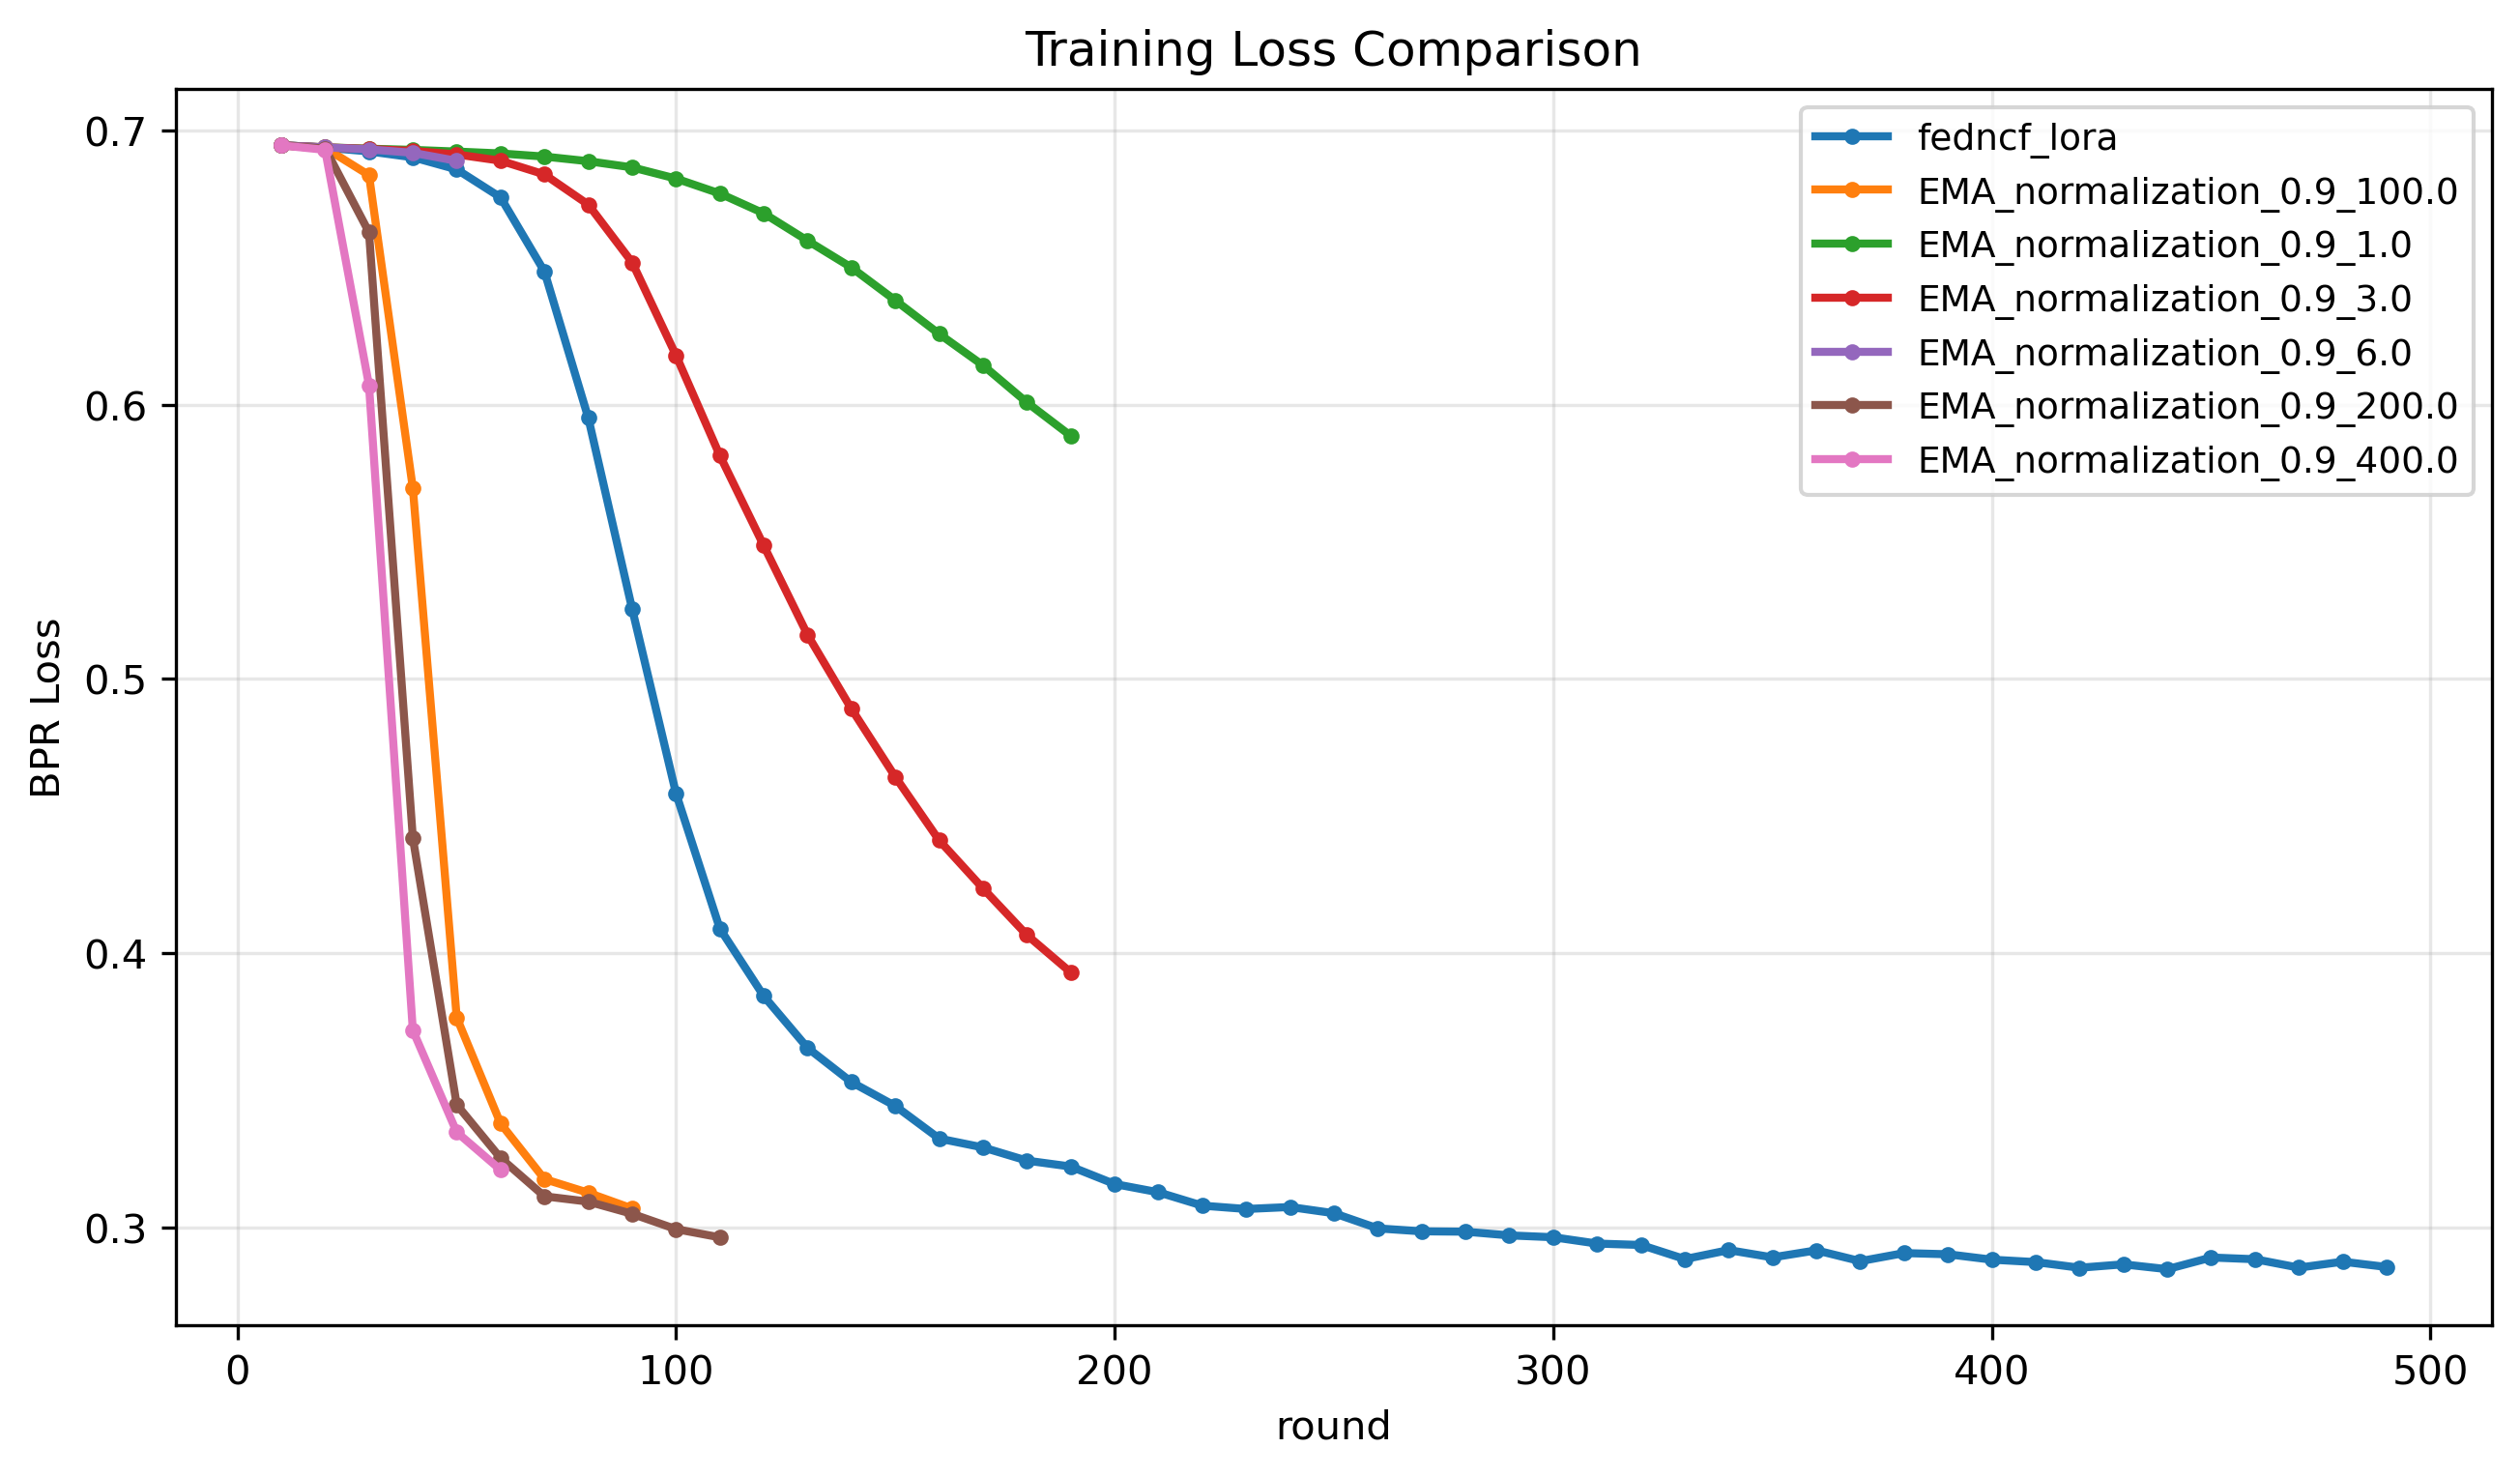 Training Loss Comparison
0.7
0.6
0.5
0.4
0.3
BPR Loss
0
100
200
300
400
500
round
fedncf_lora
EMA_normalization_0.9_100.0
EMA_normalization_0.9_1.0
EMA_normalization_0.9_3.0
EMA_normalization_0.9_6.0
EMA_normalization_0.9_200.0
EMA_normalization_0.9_400.0